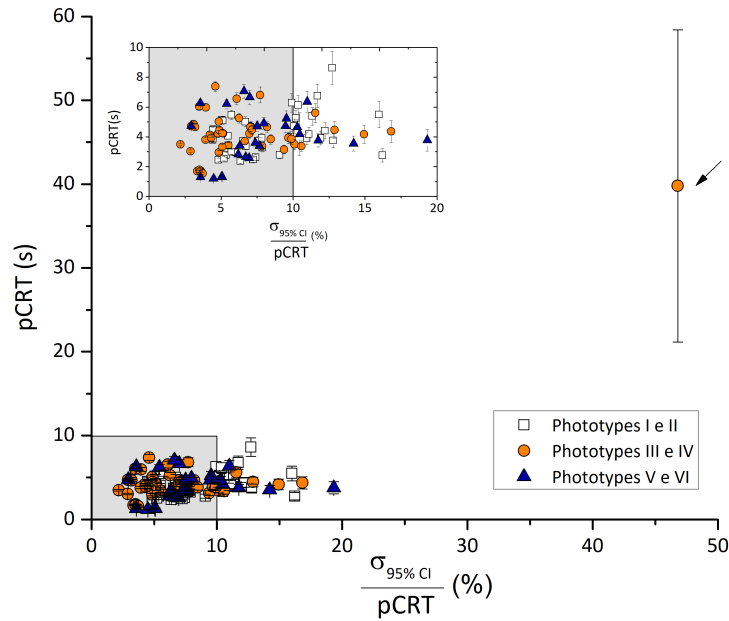 60
50
40
30
20
10
0
pCRT (s)
0 10 20 30 40 50
σ95% CI
pCRT
(%)
10
8
6
4
2
0
pCRT(s)
0 5 10 15 20
σ95% CI
pCRT
(%)
Phototypes I e II
Phototypes III e IV
Phototypes V e VI